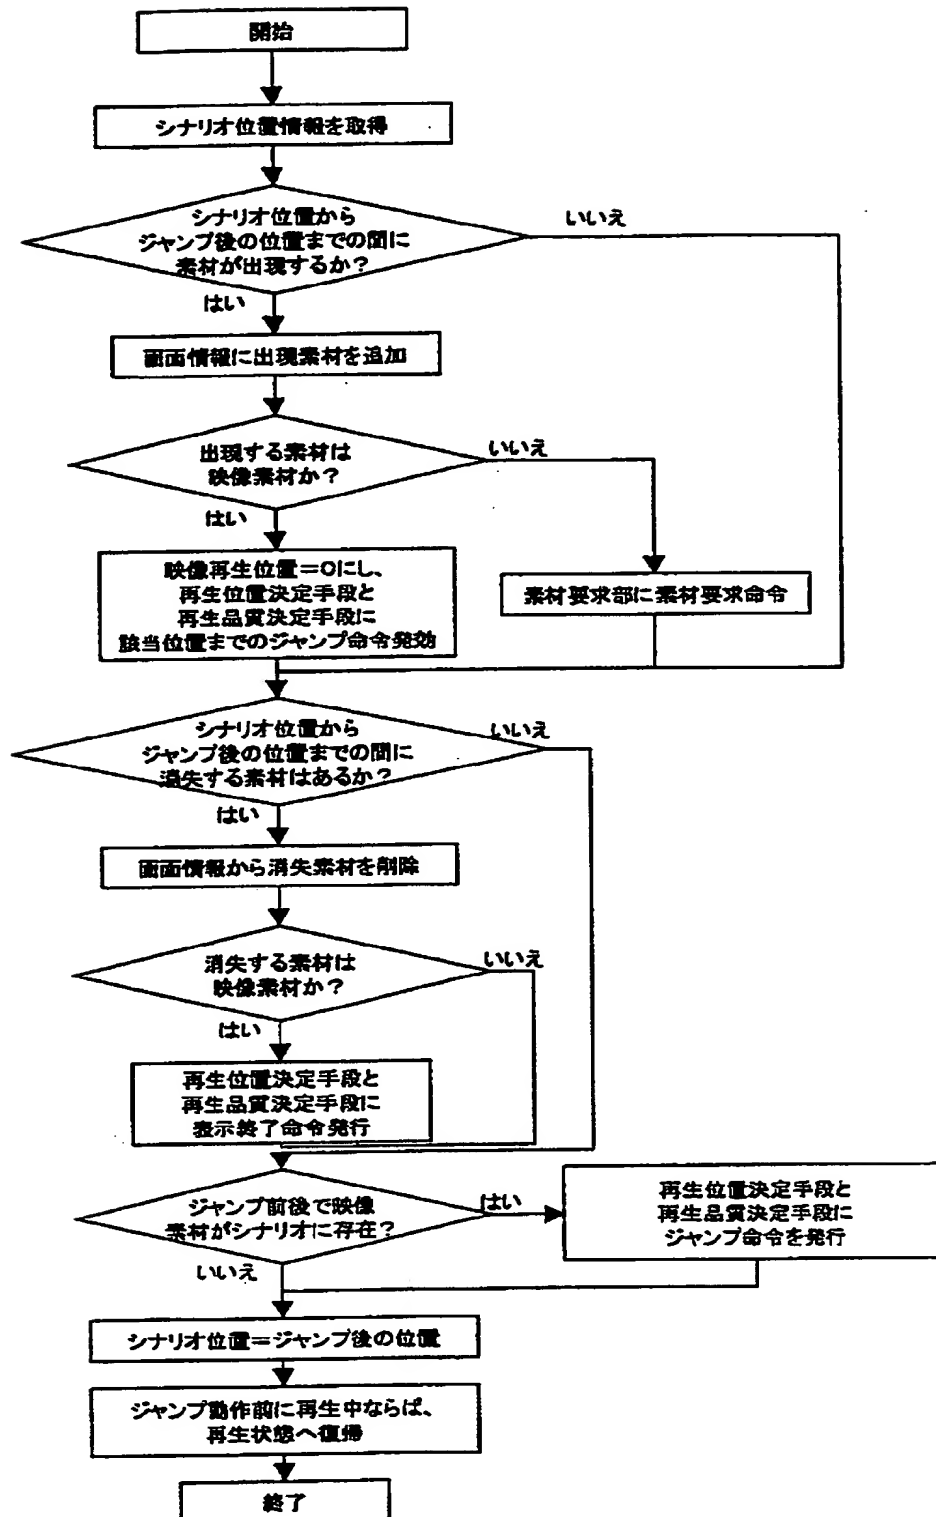 開始
シナリオ位置情報を取得
シナリオ位置から
ジャンプ後の位置までの間に
素材が出現するか？
いいえ
はい
画面情報に出現素材を追加
出現する素材は
映像素材か？
いいえ
はい
映像再生位置＝0にし、
再生位置決定手段と
再生品質決定手段に
該当位置までのジャンプ命令発効
素材要求部に素材要求命令
シナリオ位置から
ジャンプ後の位置までの間に
消失する素材はあるか？
いいえ
はい
画面情報から消失素材を削除
消失する素材は
映像素材か？
いいえ
はい
再生位置決定手段と
再生品質決定手段に
表示終了命令発行
ジャンプ前後で映像
素材がシナリオに存在？
はい
再生位置決定手段と
再生品質決定手段に
ジャンプ命令を発行
いいえ
シナリオ位置＝ジャンプ後の位置
ジャンプ動作前に再生中ならば、
再生状態へ復帰
終了